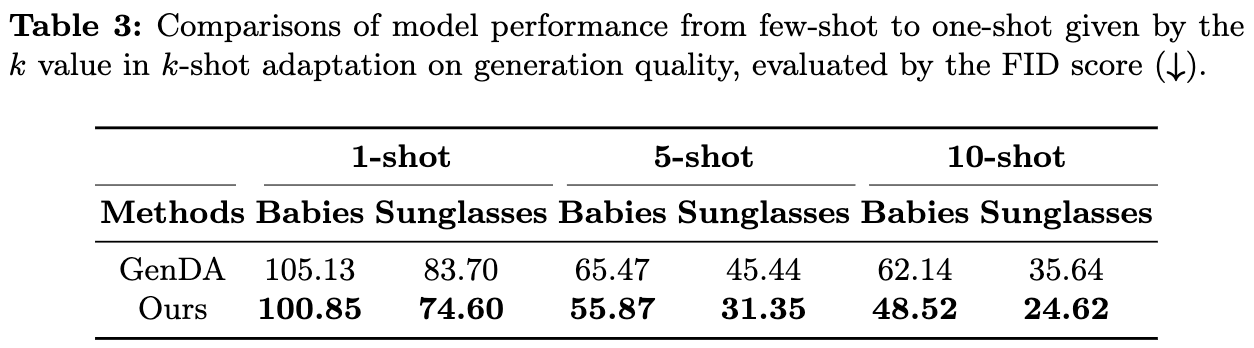 Table 3: Comparisons of model performance from few-shot to one-shot given by the
k value in k-shot adaptation on generation quality, evaluated by the FID score (↓).
1-shot 5-shot 10-shot
Methods Babies Sunglasses Babies Sunglasses Babies Sunglasses
GenDA 105.13 83.70 65.47 45.44 62.14 35.64
Ours 100.85 74.60 55.87 31.35 48.52 24.62